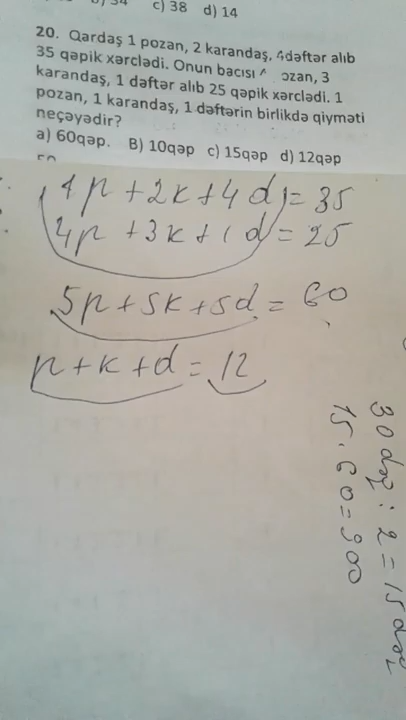 c) 38 d) 14
20. Qardaş 1 pozan, 2 karandaş, 4dəftər alıb
35 qəpik xərclədi. Onun bacısı ozan, 3
karandaş, 1 dəftər alıb 25 qəpik xərclədi. 1
pozan, 1 karandaş, 1 dəftərin birlikdə qiyməti
neçəyədir?
a) 60qəp. B) 10qəp c) 15qəp d) 12qəp
1p + 2k + 4d = 35
4p + 3k + 1d = 25
5p + 5k + 5d = 60
p + k + d = 12
30 dəq : 2 = 15 dəq
15 . 60 = 900